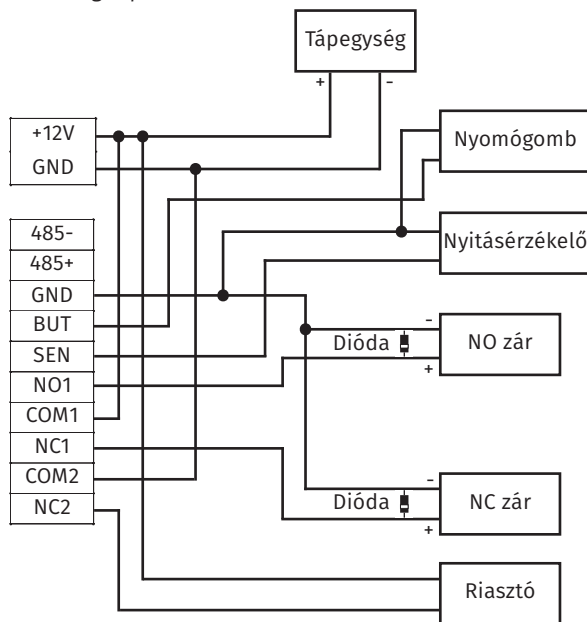 Tápegység
+ -
+12V
GND
Nyomógomb
485-
485+
GND
BUT
SEN
NO1
COM1
NC1
COM2
NC2
Nyitásérzékelő
-
Dióda
NO zár
+
-
Dióda
NC zár
+
Riasztó